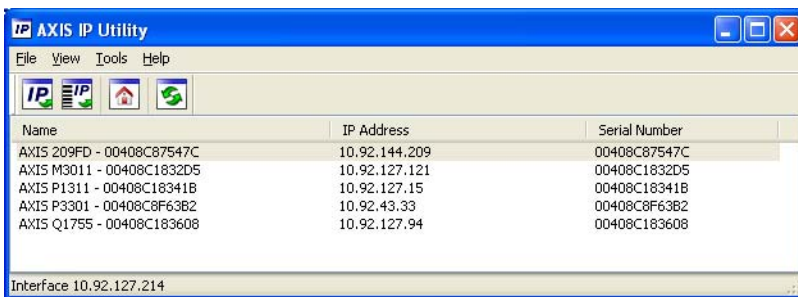 IP AXIS IP Utility
File View Tools Help
IP IP
Name IP Address Serial Number
AXIS 209FD - 00408C87547C 10.92.144.209 00408C87547C
AXIS M3011 - 00408C1832D5 10.92.127.121 00408C1832D5
AXIS P1311 - 00408C18341B 10.92.127.15 00408C18341B
AXIS P3301 - 00408C8F63B2 10.92.43.33 00408C8F63B2
AXIS Q1755 - 00408C183608 10.92.127.94 00408C183608
Interface 10.92.127.214